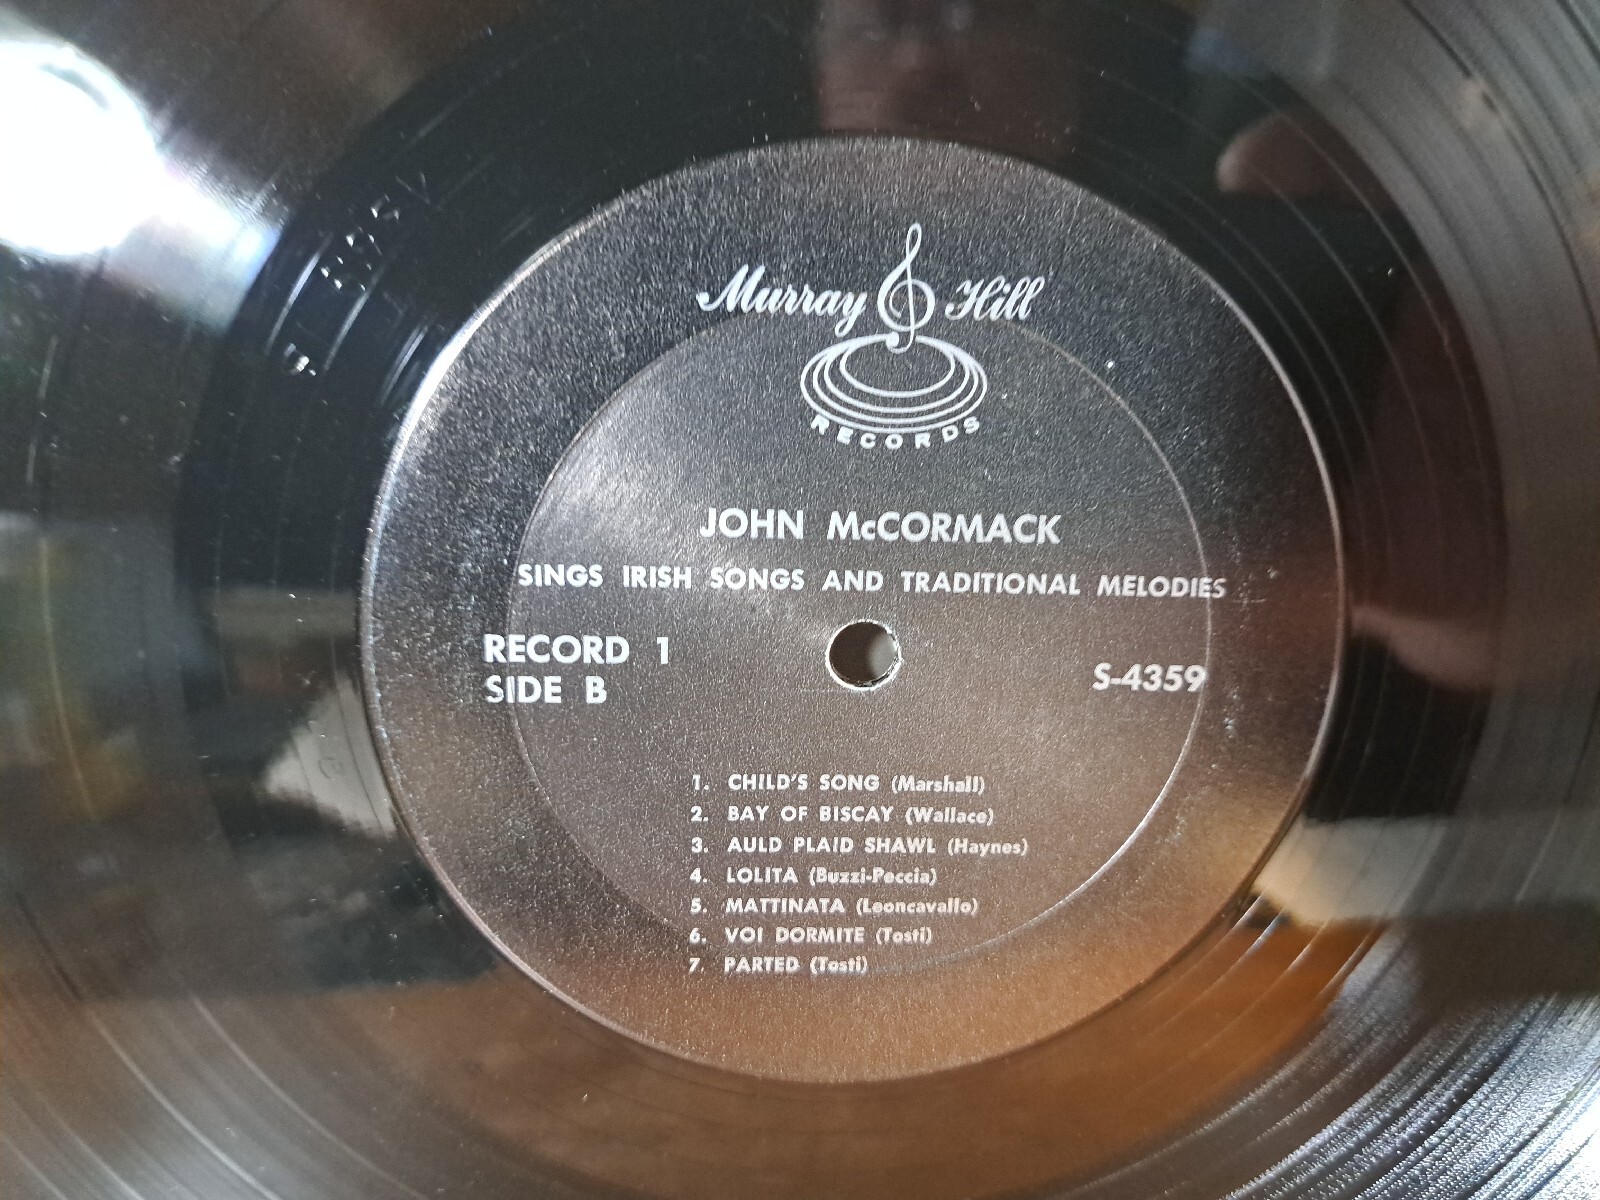 Murray Hill
RECORDS
JOHN McCORMACK
SINGS IRISH SONGS AND TRADITIONAL MELODIES
RECORD 1
SIDE B
S-4359
1. CHILD'S SONG (Marshall)
2. BAY OF BISCAY (Wallace)
3. AULD PLAID SHAWL (Haynes)
4. LOLITA (Buzzi-Peccia)
5. MATTINATA (Leoncavallo)
6. VOI DORMITE (Tosti)
7. PARTED (Tosti)